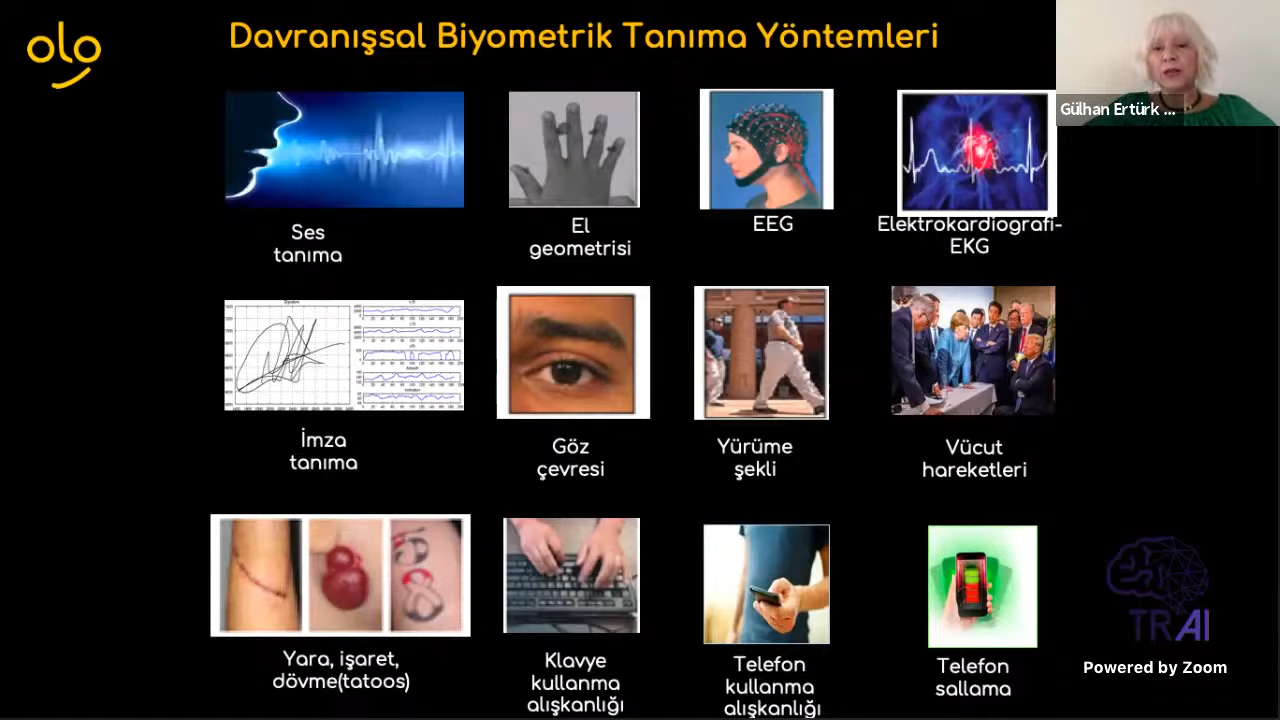 olo
Davranışsal Biyometrik Tanıma Yöntemleri
Gülhan Ertürk ...
Ses
tanıma
El
geometrisi
EEG
Elektrokardiografi-
EKG
İmza
tanıma
Göz
çevresi
Yürüme
şekli
Vücut
hareketleri
Yara, işaret,
dövme(tatoos)
Klavye
kullanma
alışkanlığı
Telefon
kullanma
alışkanlığı
Telefon
sallama
TRAI
Powered by Zoom